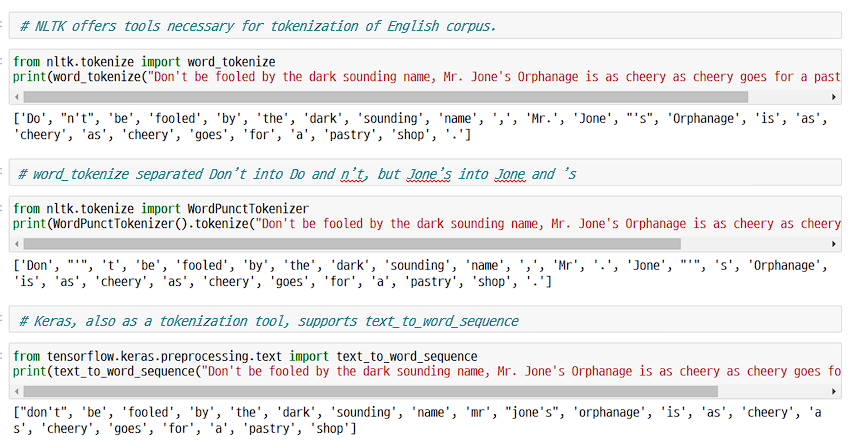 # NLTK offers tools necessary for tokenization of English corpus.
from nltk.tokenize import word_tokenize
print(word_tokenize("Don't be fooled by the dark sounding name, Mr. Jone's Orphanage is as cheery as cheery goes for a past
['Do', "n't", 'be', 'fooled', 'by', 'the', 'dark', 'sounding', 'name', ',', 'Mr.', 'Jone', "'s", 'Orphanage', 'is', 'as',
'cheery', 'as', 'cheery', 'goes', 'for', 'a', 'pastry', 'shop', '.']
# word_tokenize separated Don’t into Do and n’t, but Jone’s into Jone and ’s
from nltk.tokenize import WordPunctTokenizer
print(WordPunctTokenizer().tokenize("Don't be fooled by the dark sounding name, Mr. Jone's Orphanage is as cheery as cheery
['Don', "'", 't', 'be', 'fooled', 'by', 'the', 'dark', 'sounding', 'name', ',', 'Mr', '.', 'Jone', "'", 's', 'Orphanage',
'is', 'as', 'cheery', 'as', 'cheery', 'goes', 'for', 'a', 'pastry', 'shop', '.']
# Keras, also as a tokenization tool, supports text_to_word_sequence
from tensorflow.keras.preprocessing.text import text_to_word_sequence
print(text_to_word_sequence("Don't be fooled by the dark sounding name, Mr. Jone's Orphanage is as cheery as cheery goes fo
["don't", 'be', 'fooled', 'by', 'the', 'dark', 'sounding', 'name', 'mr', "jone's", 'orphanage', 'is', 'as', 'cheery', 'a
s', 'cheery', 'goes', 'for', 'a', 'pastry', 'shop']